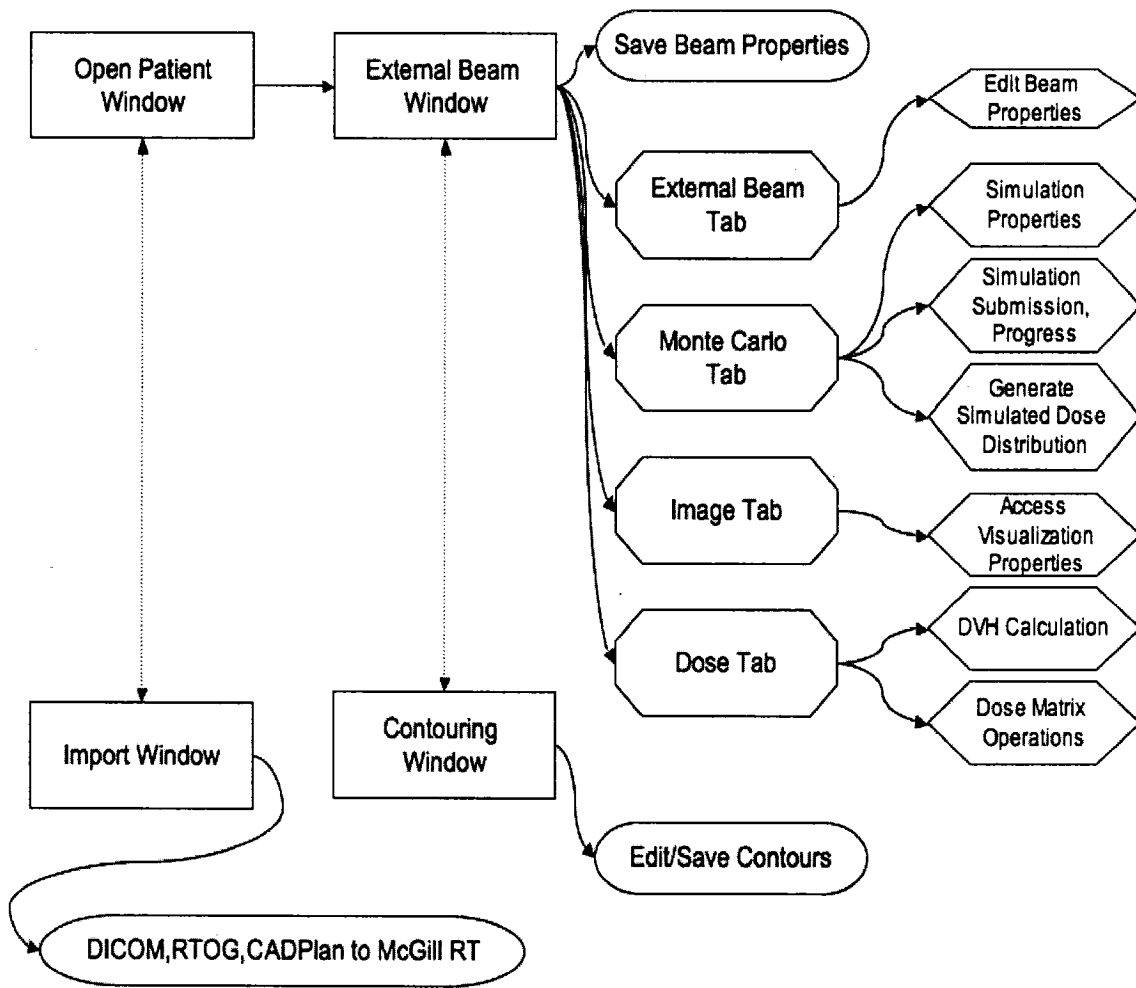 Open Patient
Window
External Beam
Window
Save Beam Properties
Edit Beam
Properties
External Beam
Tab
Simulation
Properties
Simulation
Submission,
Progress
Monte Carlo
Tab
Generate
Simulated Dose
Distribution
Image Tab
Access
Visualization
Properties
DVH Calculation
Dose Tab
Dose Matrix
Operations
Import Window
Contouring
Window
Edit/Save Contours
DICOM,RTOG,CADPlan to McGill RT